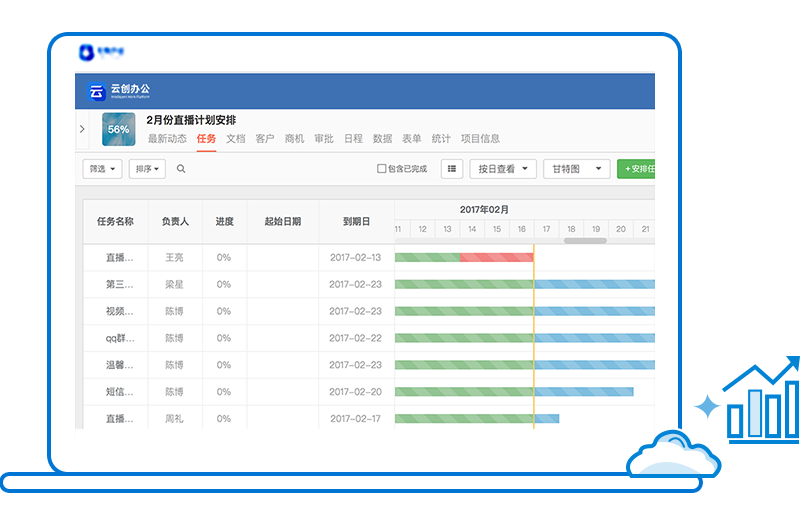 云创办公
56%
2月份直播计划安排
最新动态 任务 文档 客户 商机 审批 日程 数据 表单 统计 项目信息
筛选 排序 包含已完成 按日查看 甘特图 +安排任
任务名称 负责人 进度 起始日期 到期日 2017年02月
11 12 13 14 15 16 17 18 19 20 21
直播... 王亮 0% 2017-02-13
第三... 梁星 0% 2017-02-23
视频... 陈博 0% 2017-02-23
qq群... 陈博 0% 2017-02-22
温馨... 陈博 0% 2017-02-23
短信... 陈博 0% 2017-02-20
直播... 周礼 0% 2017-02-17